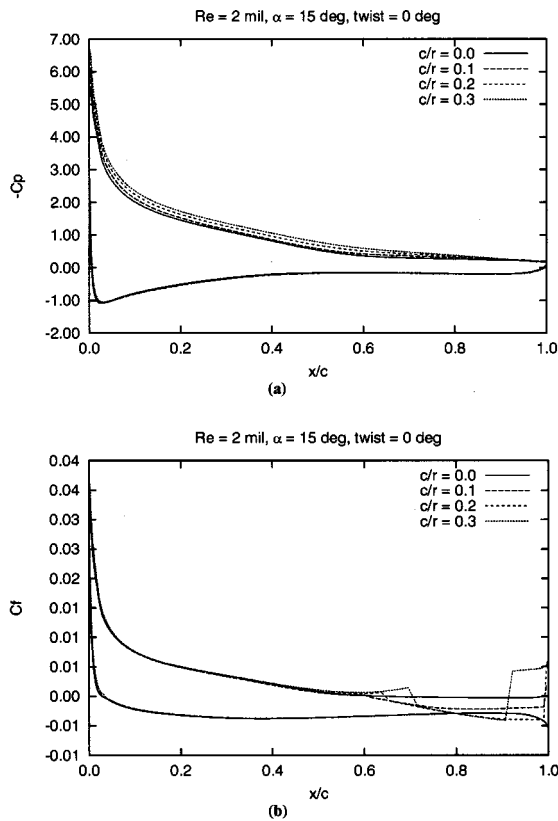 Re = 2 mil, α = 15 deg, twist = 0 deg
7.00
6.00
5.00
4.00
3.00
2.00
1.00
0.00
-1.00
-2.00
-Cp
c/r = 0.0
c/r = 0.1
c/r = 0.2
c/r = 0.3
0.0 0.2 0.4 0.6 0.8 1.0
x/c
(a)
Re = 2 mil, α = 15 deg, twist = 0 deg
0.04
0.04
0.03
0.03
0.02
0.01
0.01
0.00
-0.01
-0.01
Cf
c/r = 0.0
c/r = 0.1
c/r = 0.2
c/r = 0.3
0.0 0.2 0.4 0.6 0.8 1.0
x/c
(b)